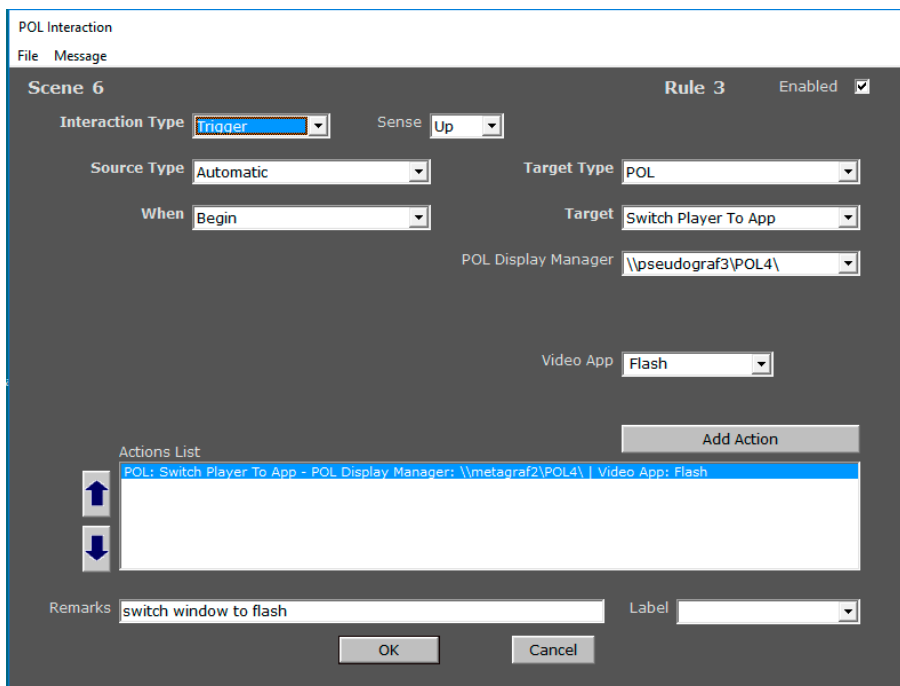 POL Interaction
File Message
Scene 6 Rule 3 Enabled
Interaction Type Trigger Sense Up
Source Type Automatic Target Type POL
When Begin Target Switch Player To App
POL Display Manager \\pseudograf3\POL4\
Video App Flash
Add Action
Actions List
POL: Switch Player To App - POL Display Manager: \\metagraf2\POL4\ | Video App: Flash
Remarks switch window to flash Label
OK Cancel